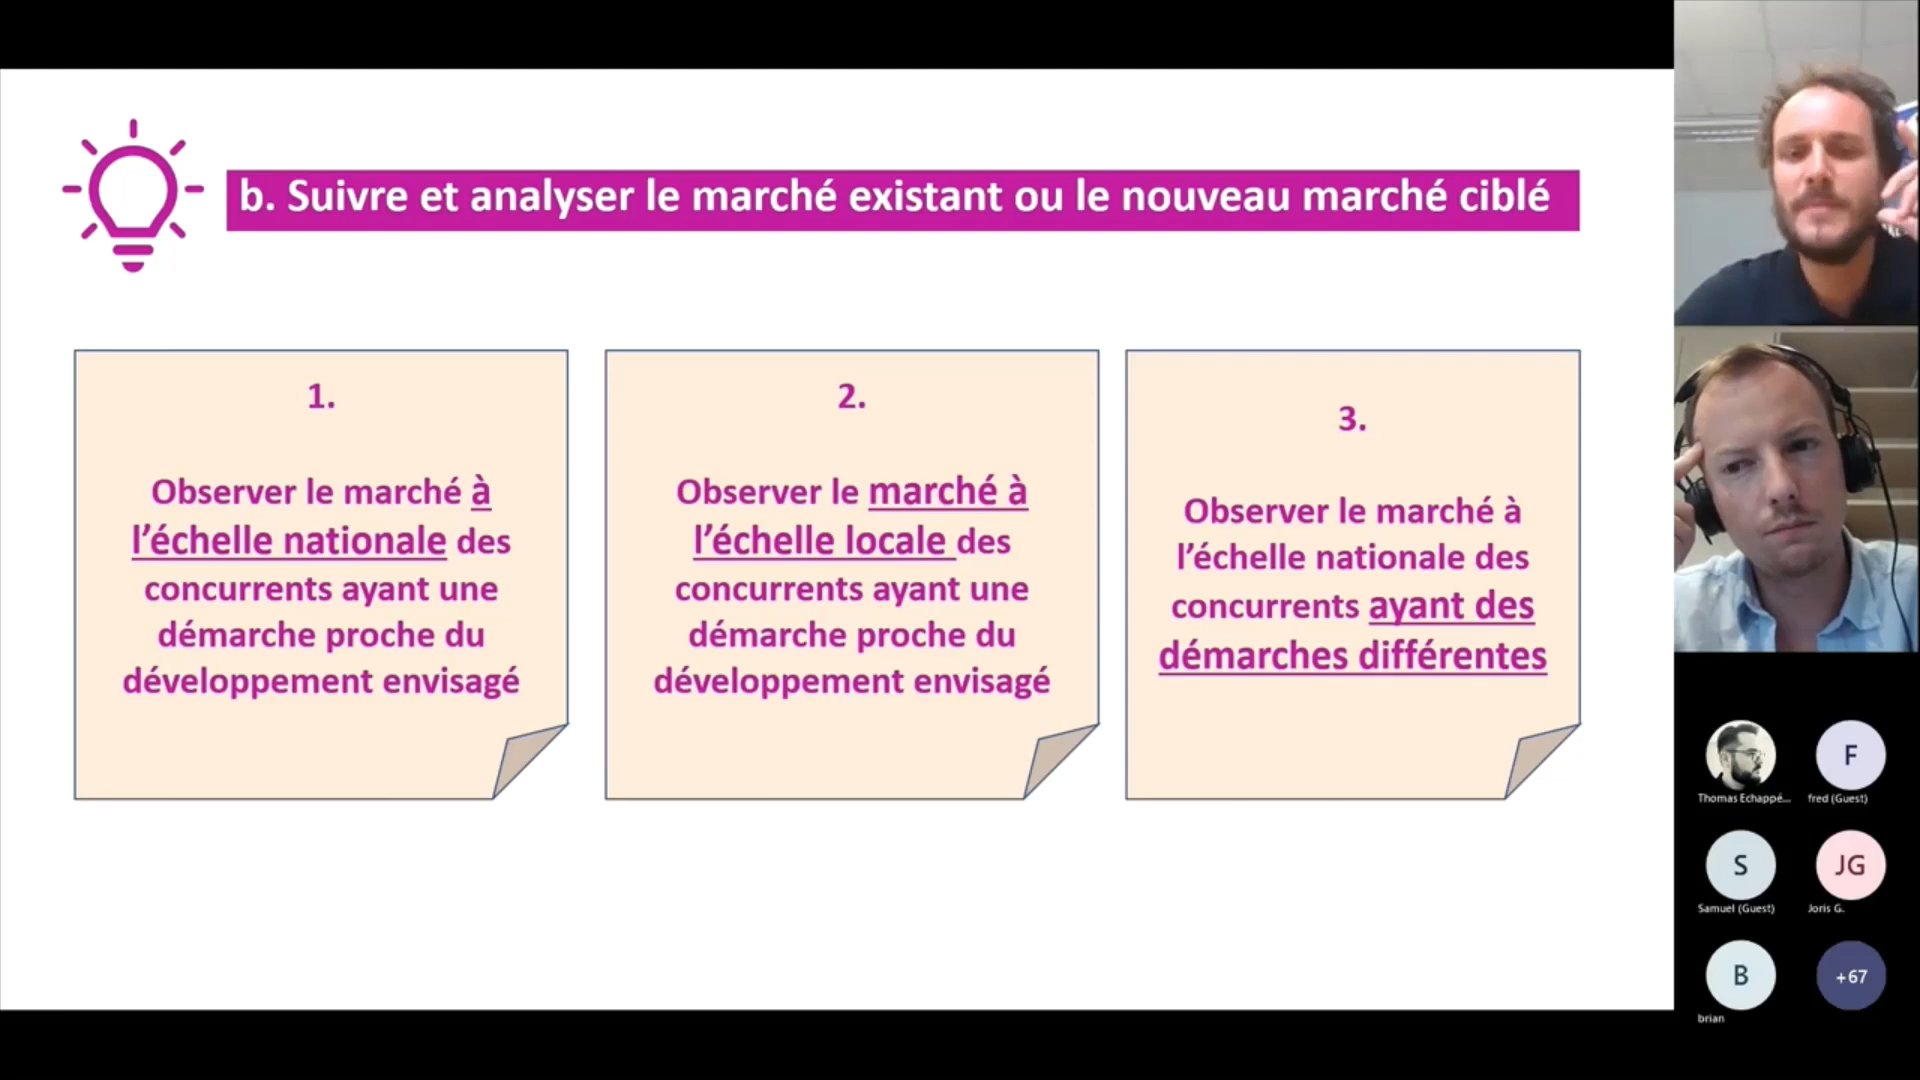 b. Suivre et analyser le marché existant ou le nouveau marché ciblé
1.
Observer le marché à
l’échelle nationale des
concurrents ayant une
démarche proche du
développement envisagé
2.
Observer le marché à
l’échelle locale des
concurrents ayant une
démarche proche du
développement envisagé
3.
Observer le marché à
l’échelle nationale des
concurrents ayant des
démarches différentes
Thomas Echappé...
F
fred (Guest)
S
Samuel (Guest)
JG
Joris G.
B
brian
+67